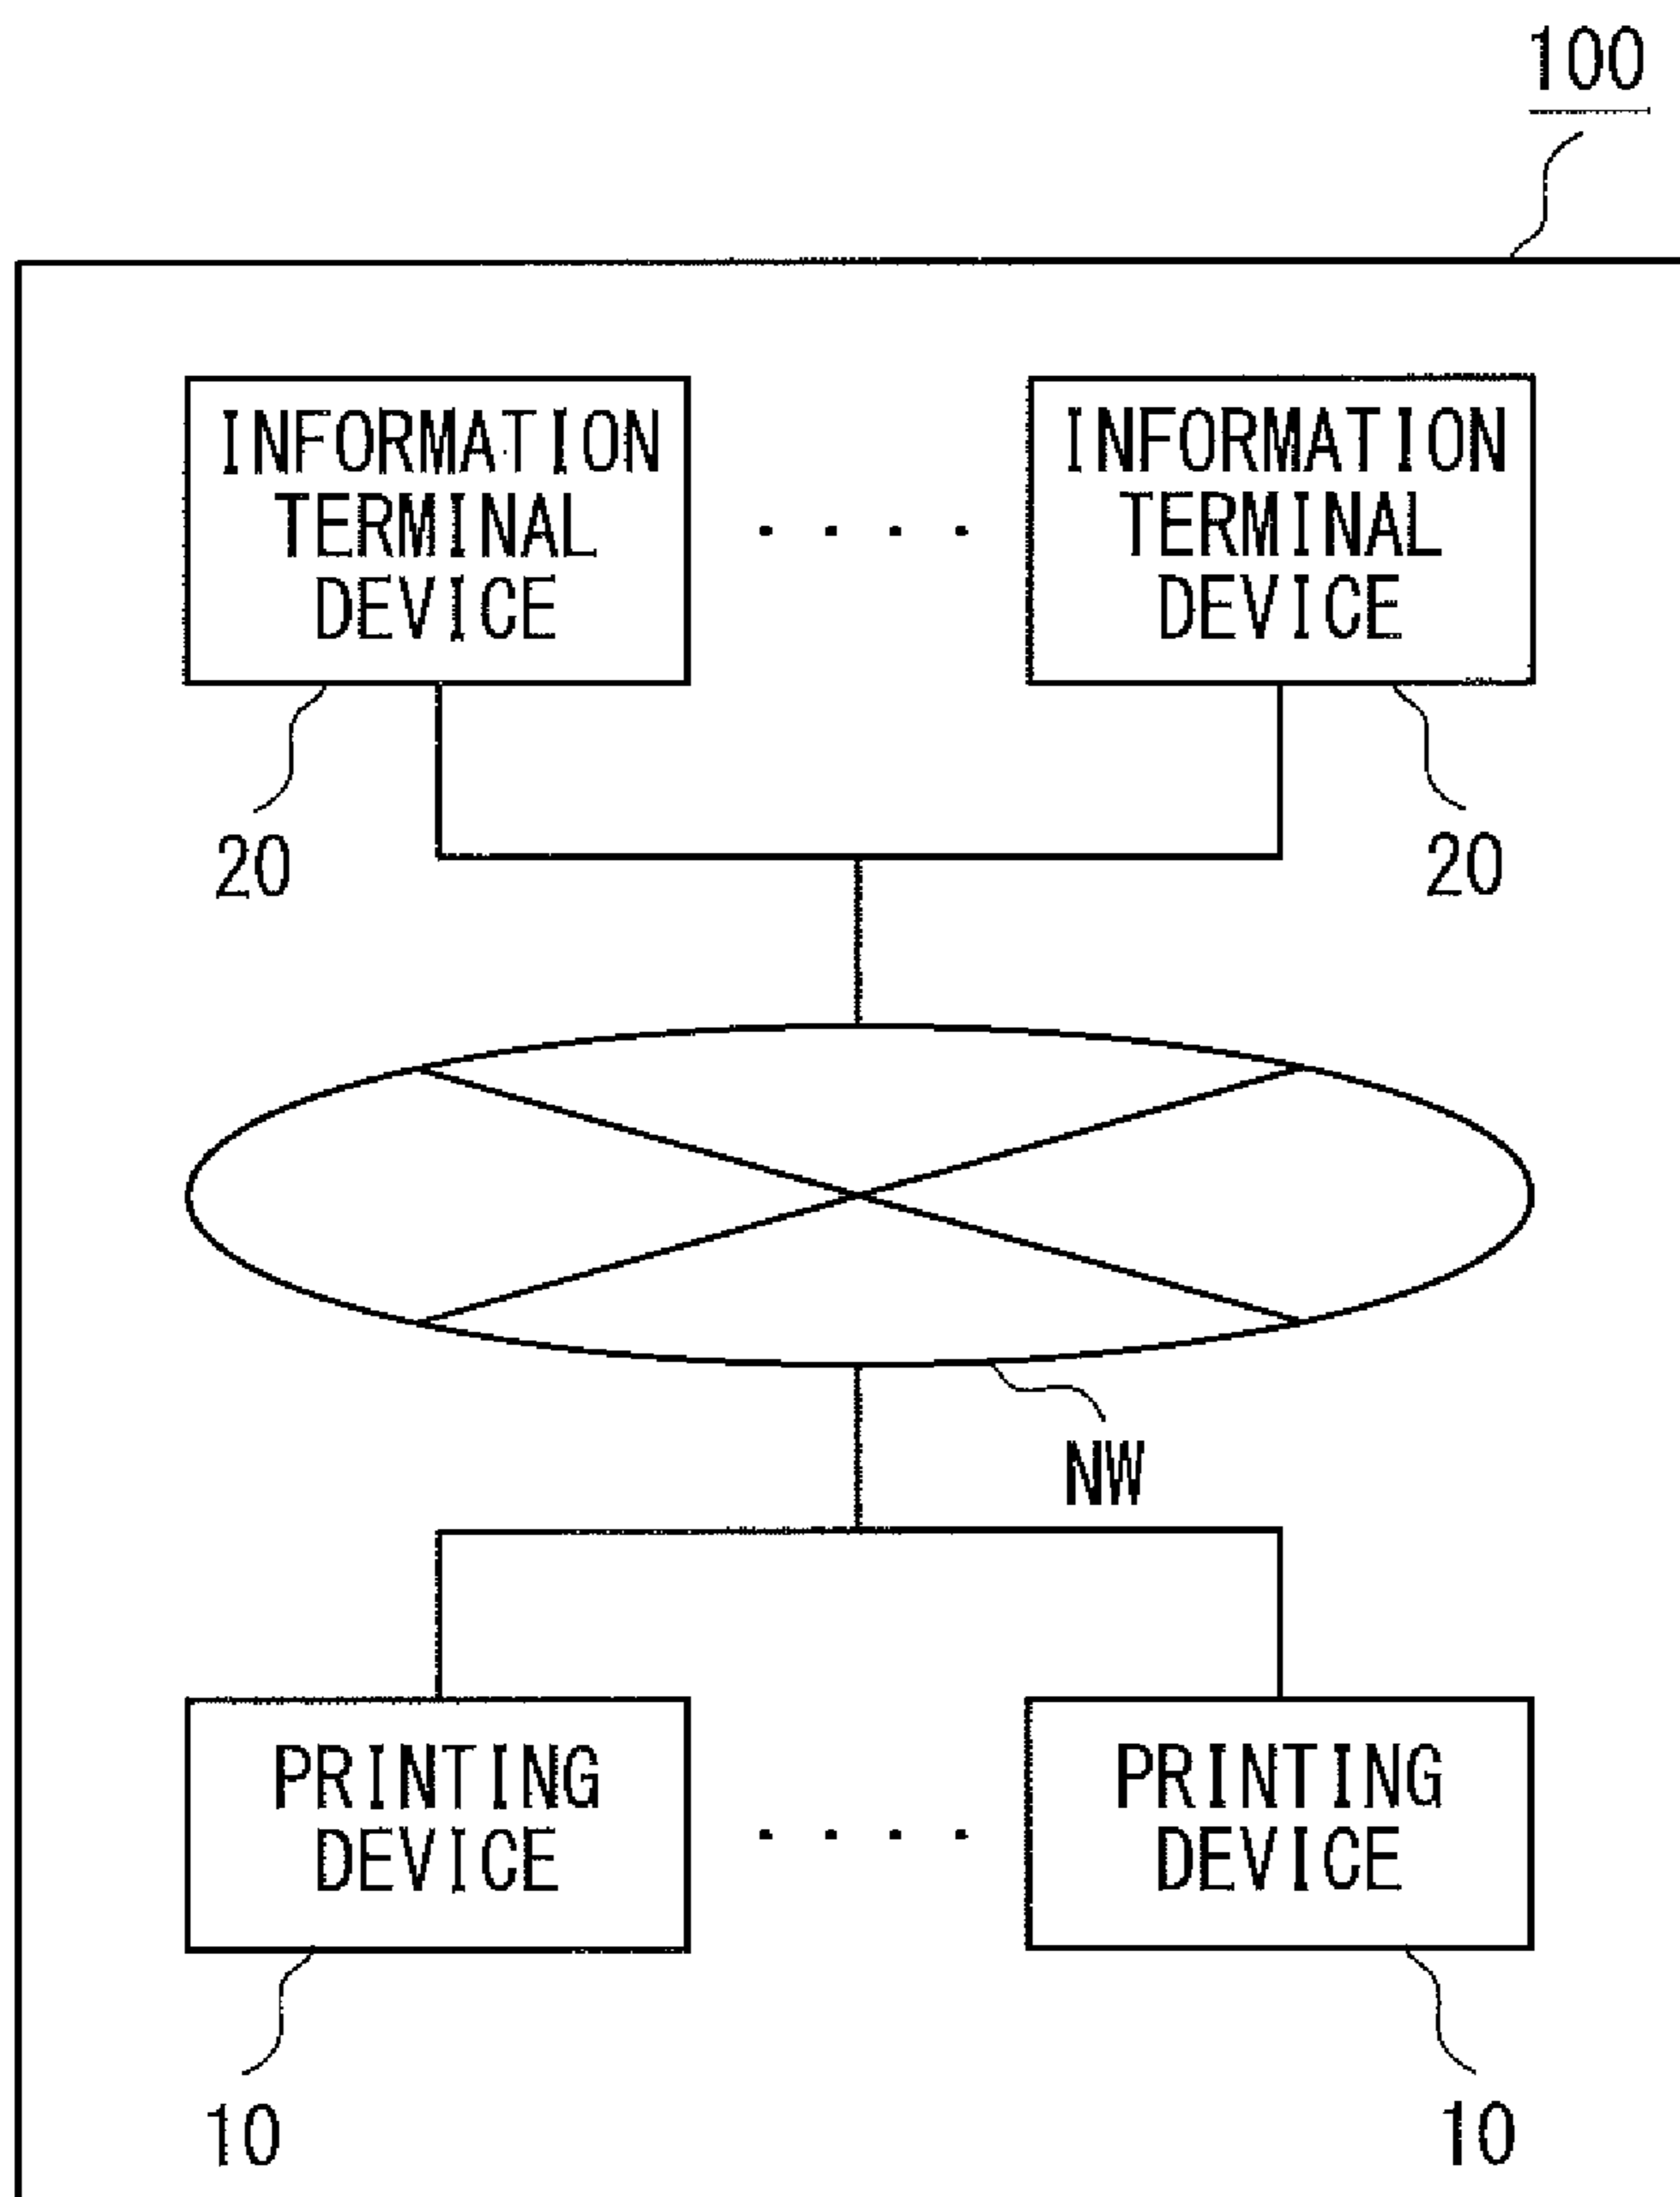 100
INFORMATION
TERMINAL
DEVICE
. . . .
INFORMATION
TERMINAL
DEVICE
20
20
NW
PRINTING
DEVICE
. . . .
PRINTING
DEVICE
10
10